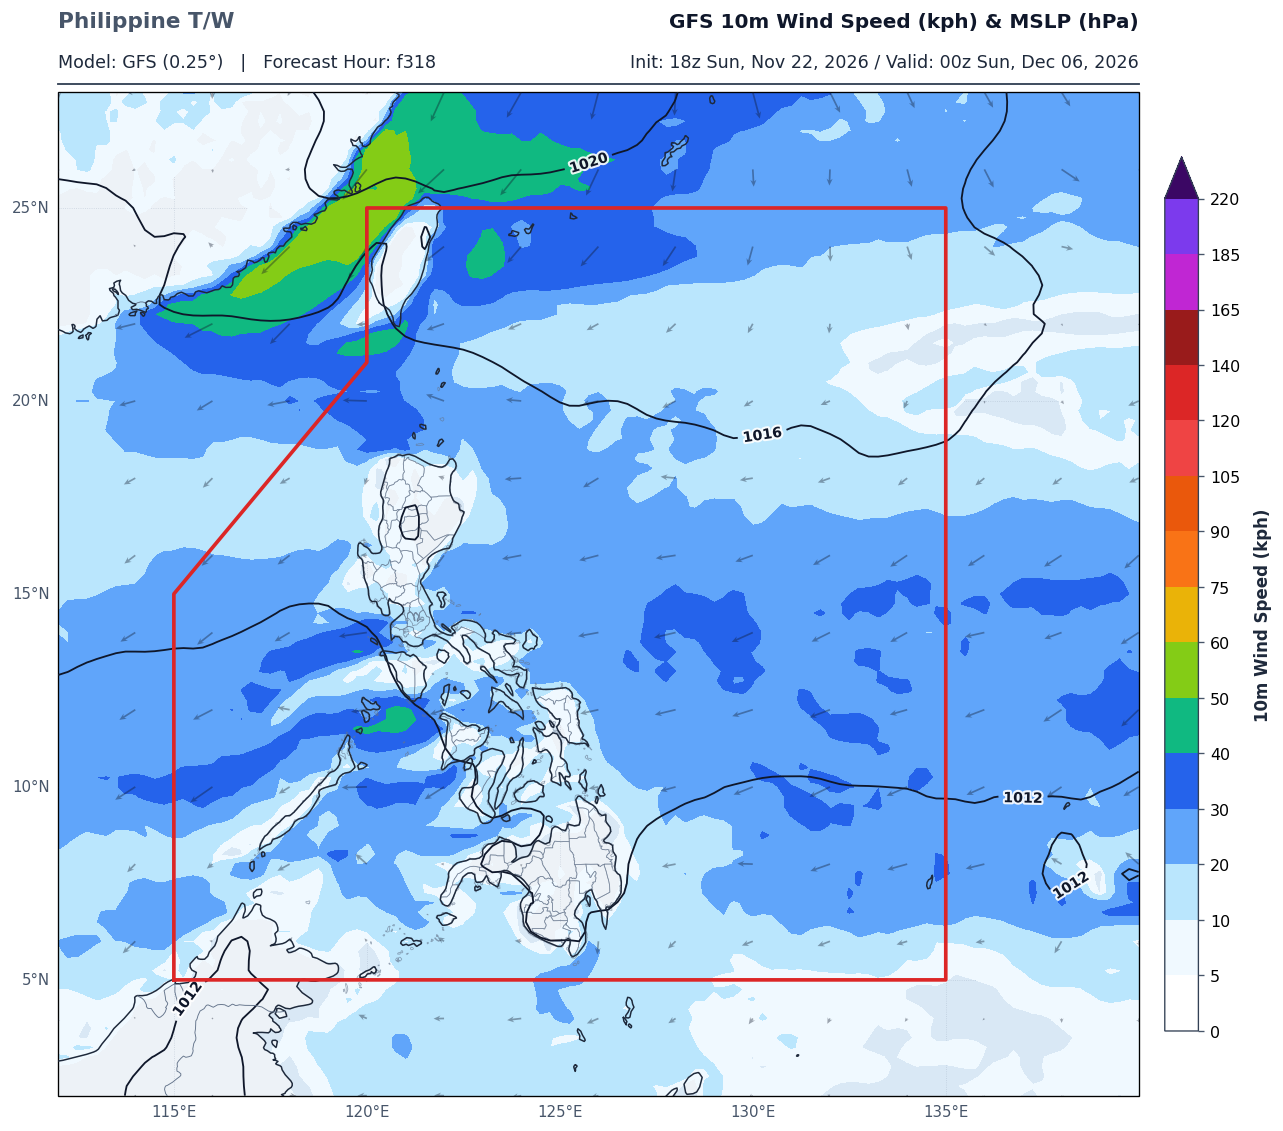 Philippine T/W
GFS 10m Wind Speed (kph) & MSLP (hPa)
Model: GFS (0.25°) | Forecast Hour: f318
Init: 18z Sun, Nov 22, 2026 / Valid: 00z Sun, Dec 06, 2026
1020
1016
1012
1012
1012
25°N
20°N
15°N
10°N
5°N
115°E
120°E
125°E
130°E
135°E
220
185
165
140
120
105
90
75
60
50
40
30
20
10
5
0
10m Wind Speed (kph)